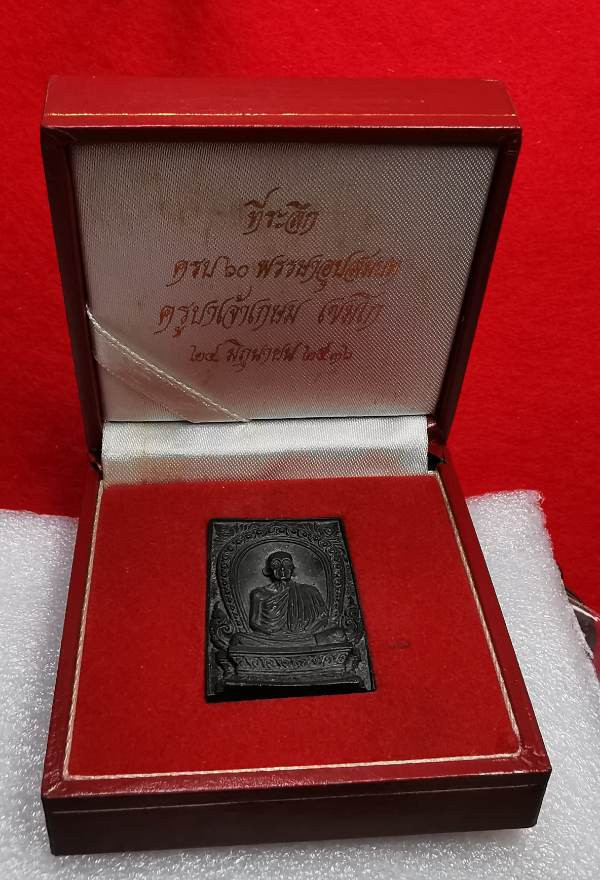 ที่ระลึก
ครบ ๖๐ พรรษาอุปสมบท
ครูบาเจ้าเกษม เขมโก
๒๘ มิถุนายน ๒๕๓๖